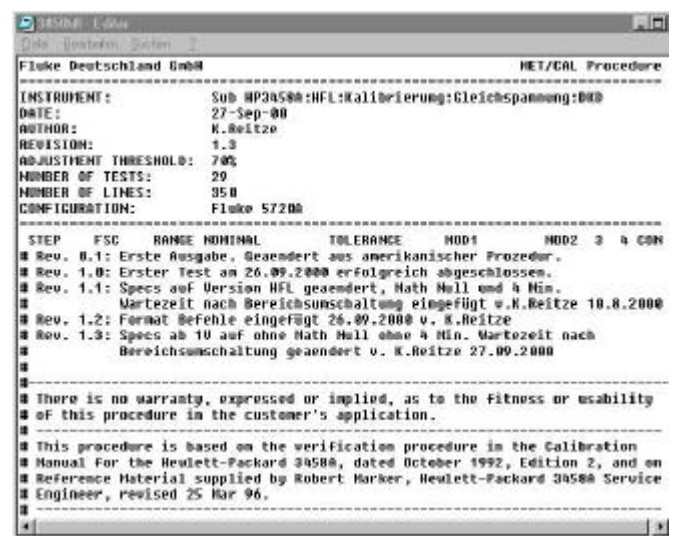 3458A - Editor
Datei Bearbeiten Suchen ?
Fluke Deutschland GmbH MET/CAL Procedure
INSTRUMENT: Sub HP3458A:HFL:Kalibrierung:Gleichspannung:DKD
DATE: 27-Sep-00
AUTHOR: K.Reitze
REVISION: 1.3
ADJUSTMENT THRESHOLD: 70%
NUMBER OF TESTS: 29
NUMBER OF LINES: 350
CONFIGURATION: Fluke 5720A
STEP FSC RANGE NOMINAL TOLERANCE MOD1 MOD2 3 4 CON
# Rev. 0.1: Erste Ausgabe. Geaendert aus amerikanischer Prozedur.
# Rev. 1.0: Erster Test am 26.09.2000 erfolgreich abgeschlossen.
# Rev. 1.1: Specs auf Version HFL geaendert, Math Null und 4 Min.
# Wartezeit nach Bereichsumschaltung eingefügt v.K.Reitze 10.8.2000
# Rev. 1.2: Format Befehle eingefügt 26.09.2000 v. K.Reitze
# Rev. 1.3: Specs ab 1V auf ohne Math Null ohne 4 Min. Wartezeit nach
# Bereichsumschaltung geaendert v. K.Reitze 27.09.2000
#
#
# There is no warranty, expressed or implied, as to the fitness or usability
# of this procedure in the customer's application.
#
# This procedure is based on the verification procedure in the Calibration
# Manual for the Hewlett-Packard 3458A, dated October 1992, Edition 2, and on
# Reference Material supplied by Robert Marker, Hewlett-Packard 3458A Service
# Engineer, revised 25 Mar 96.
#